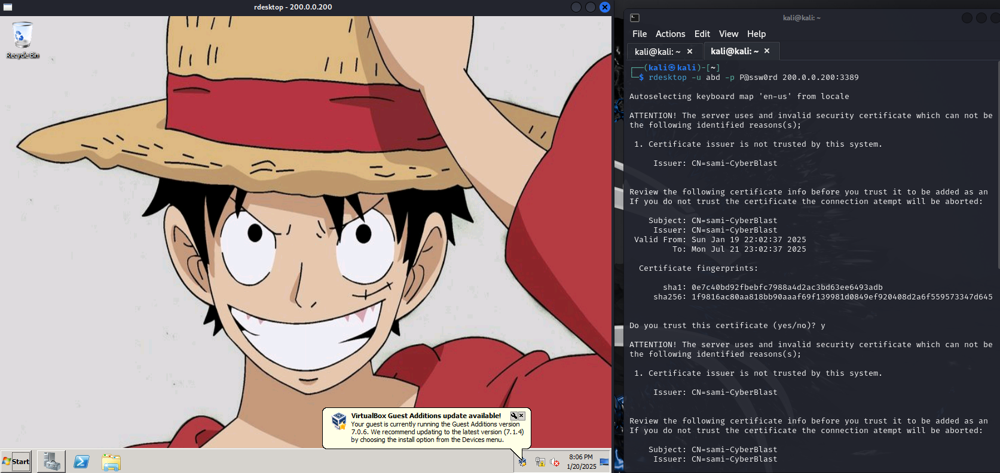 rdesktop - 200.0.0.200
Recycle Bin
VirtualBox Guest Additions update available!
Your guest is currently running the Guest Additions version
7.0.6. We recommend updating to the latest version (7.1.4)
by choosing the install option from the Devices menu.
Start
8:06 PM
1/20/2025
kali@kali: ~
File Actions Edit View Help
kali@kali: ~ × kali@kali: ~ ×
┌──(kali㉿kali)-[~]
└─$ rdesktop -u abd -p P@ssw0rd 200.0.0.200:3389
Autoselecting keyboard map 'en-us' from locale
ATTENTION! The server uses and invalid security certificate which can not be
the following identified reasons(s);
1. Certificate issuer is not trusted by this system.
Issuer: CN=sami-CyberBlast
Review the following certificate info before you trust it to be added as an
If you do not trust the certificate the connection atempt will be aborted:
Subject: CN=sami-CyberBlast
Issuer: CN=sami-CyberBlast
Valid From: Sun Jan 19 22:02:37 2025
To: Mon Jul 21 23:02:37 2025
Certificate fingerprints:
sha1: 0e7c40bd92fbebfc7988a4d2ac3bd63ee6493adb
sha256: 1f9816ac80aa818bb90aaaf69f139981d0849ef920408d2a6f559573347d645
Do you trust this certificate (yes/no)? y
ATTENTION! The server uses and invalid security certificate which can not be
the following identified reasons(s);
1. Certificate issuer is not trusted by this system.
Issuer: CN=sami-CyberBlast
Review the following certificate info before you trust it to be added as an
If you do not trust the certificate the connection atempt will be aborted:
Subject: CN=sami-CyberBlast
Issuer: CN=sami-CyberBlast